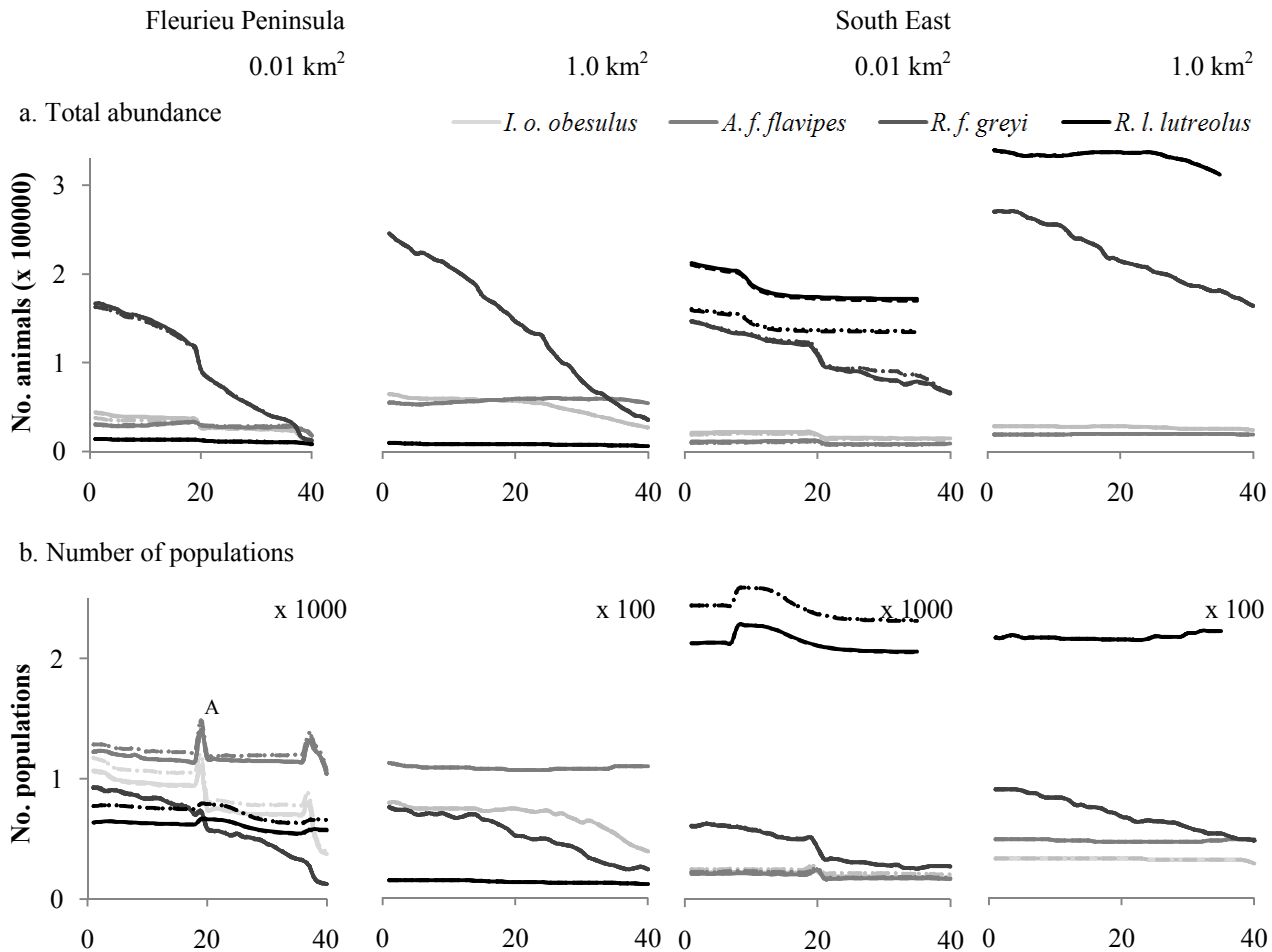 Fleurieu Peninsula South East
0.01 km² 1.0 km² 0.01 km² 1.0 km²
a. Total abundance
I. o. obesulus A. f. flavipes R. f. greyi R. l. lutreolus
No. animals (x 100000)
3
2
1
0
0 20 40 0 20 40 0 20 40 0 20 40
b. Number of populations
x 1000 x 100 x 1000 x 100
No. populations
2
1
0
A
0 20 40 0 20 40 0 20 40 0 20 40